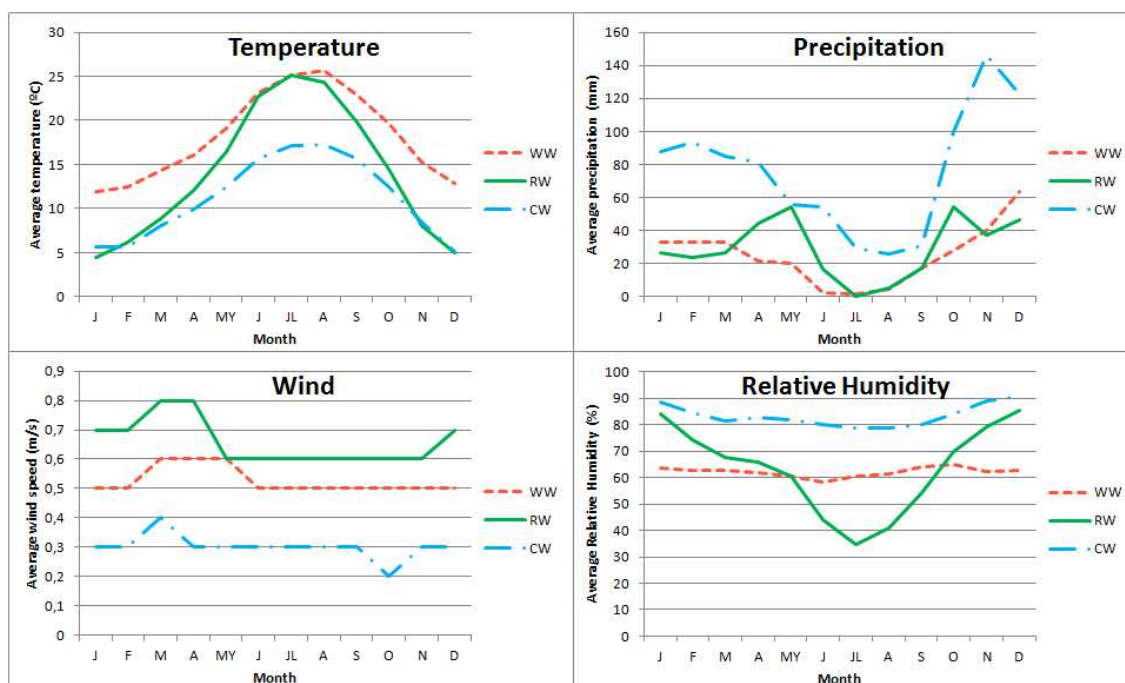 Temperature
Average temperature (ºC)
30
25
20
15
10
5
0
J F M A MY J JL A S O N D
Month
WW
RW
CW
Precipitation
Average precipitation (mm)
160
140
120
100
80
60
40
20
0
J F M A MY J JL A S O N D
Month
WW
RW
CW
Wind
Average wind speed (m/s)
0,9
0,8
0,7
0,6
0,5
0,4
0,3
0,2
0,1
0
J F M A MY J JL A S O N D
Month
WW
RW
CW
Relative Humidity
Average Relative Humidity (%)
100
90
80
70
60
50
40
30
20
10
0
J F M A MY J JL A S O N D
Month
WW
RW
CW